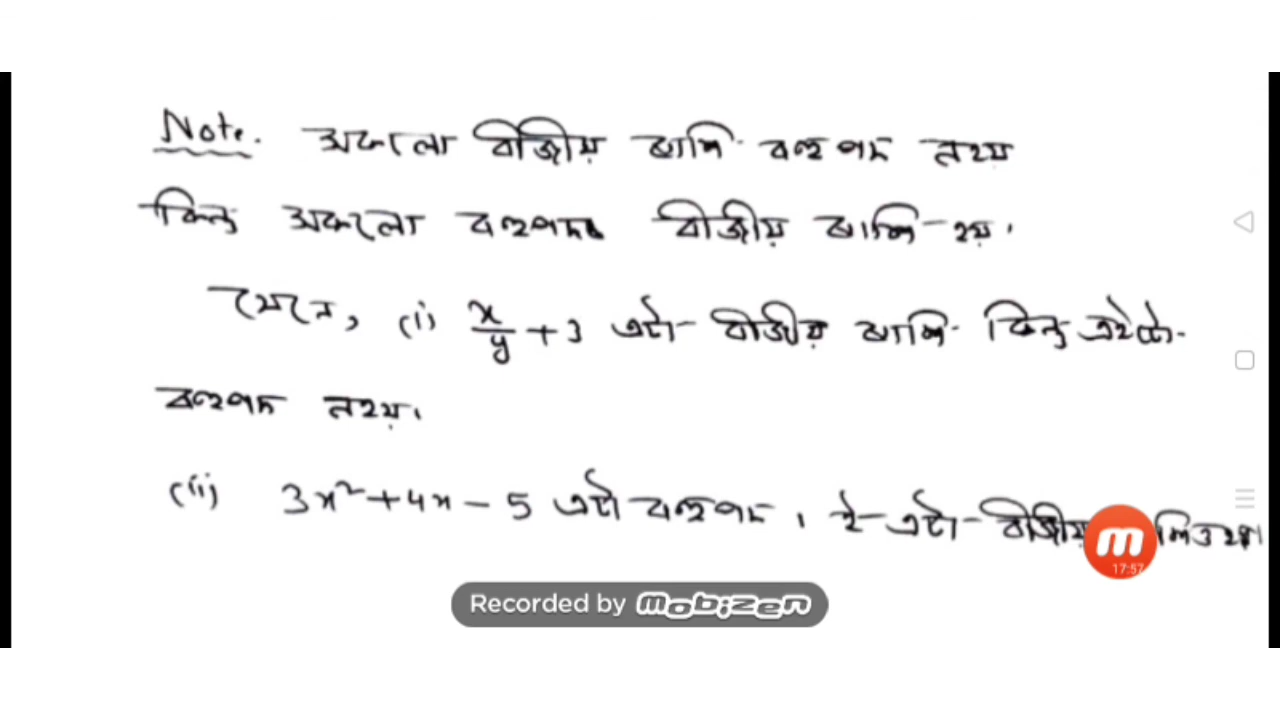 Note. সকলো বীজীয় ৰাশি বহুপদ নহয়
কিন্তু সকলো বহুপদ বীজীয় ৰাশি হয়।
যেনে, (i) x/y + 3 এটা বীজীয় ৰাশি কিন্তু এইটো
বহুপদ নহয়।
(ii) 3x² + 4x - 5 এটা বহুপদ। ই এটা বীজীয়
17:57
Recorded by mobizen